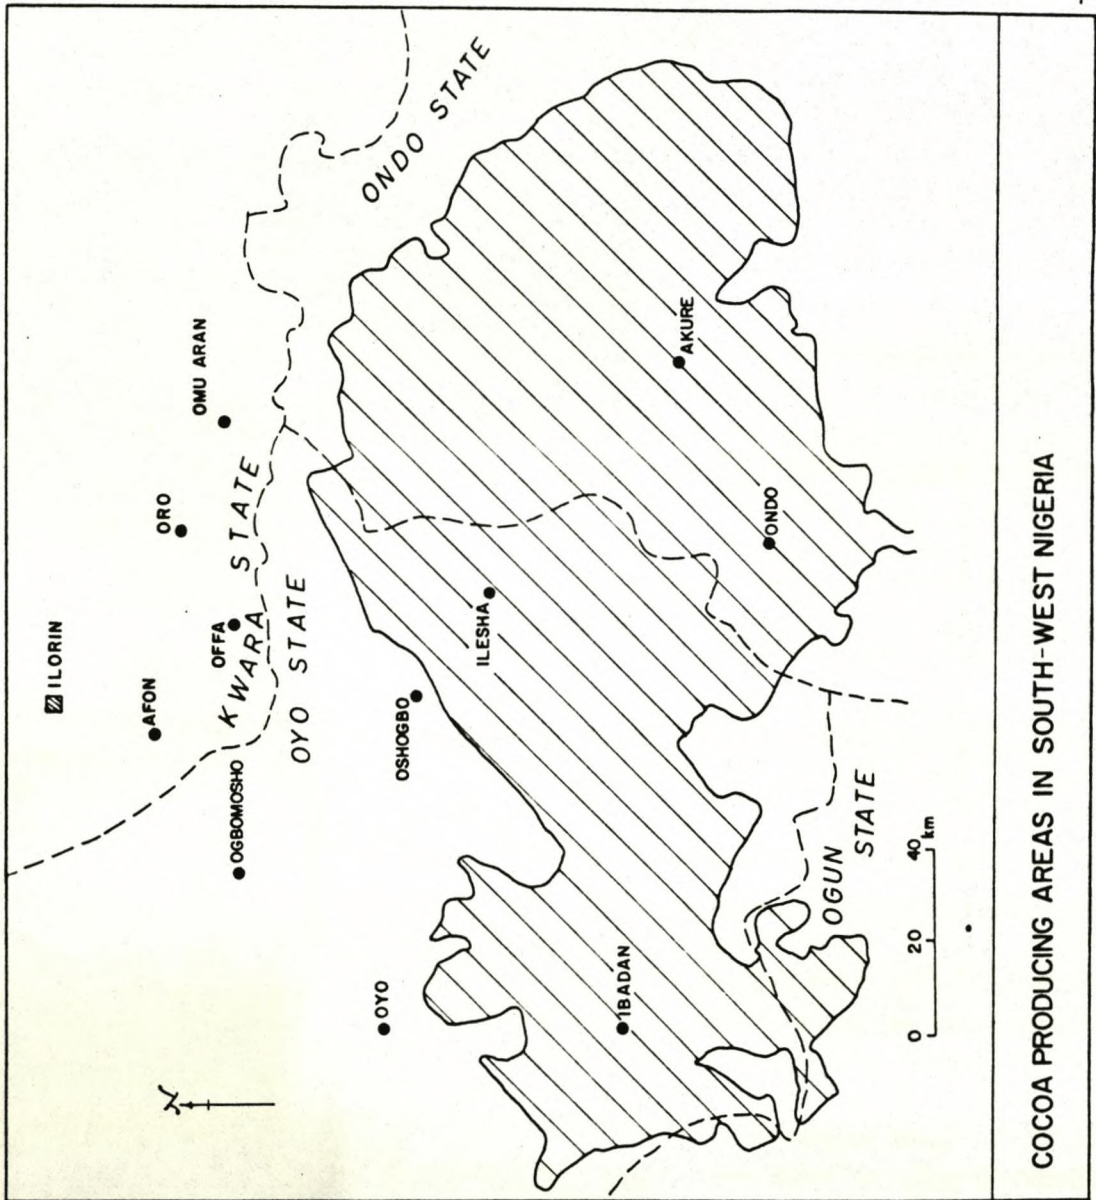 ILORIN
AFON
ORO
OMU ARAN
OFFA
KWARA STATE
OGBOMOSHO
OYO STATE
ONDO STATE
OSHOGBO
OYO
ILESHA
IBADAN
AKURE
ONDO
OGUN
STATE
0 20 40
km
N
COCOA PRODUCING AREAS IN SOUTH-WEST NIGERIA